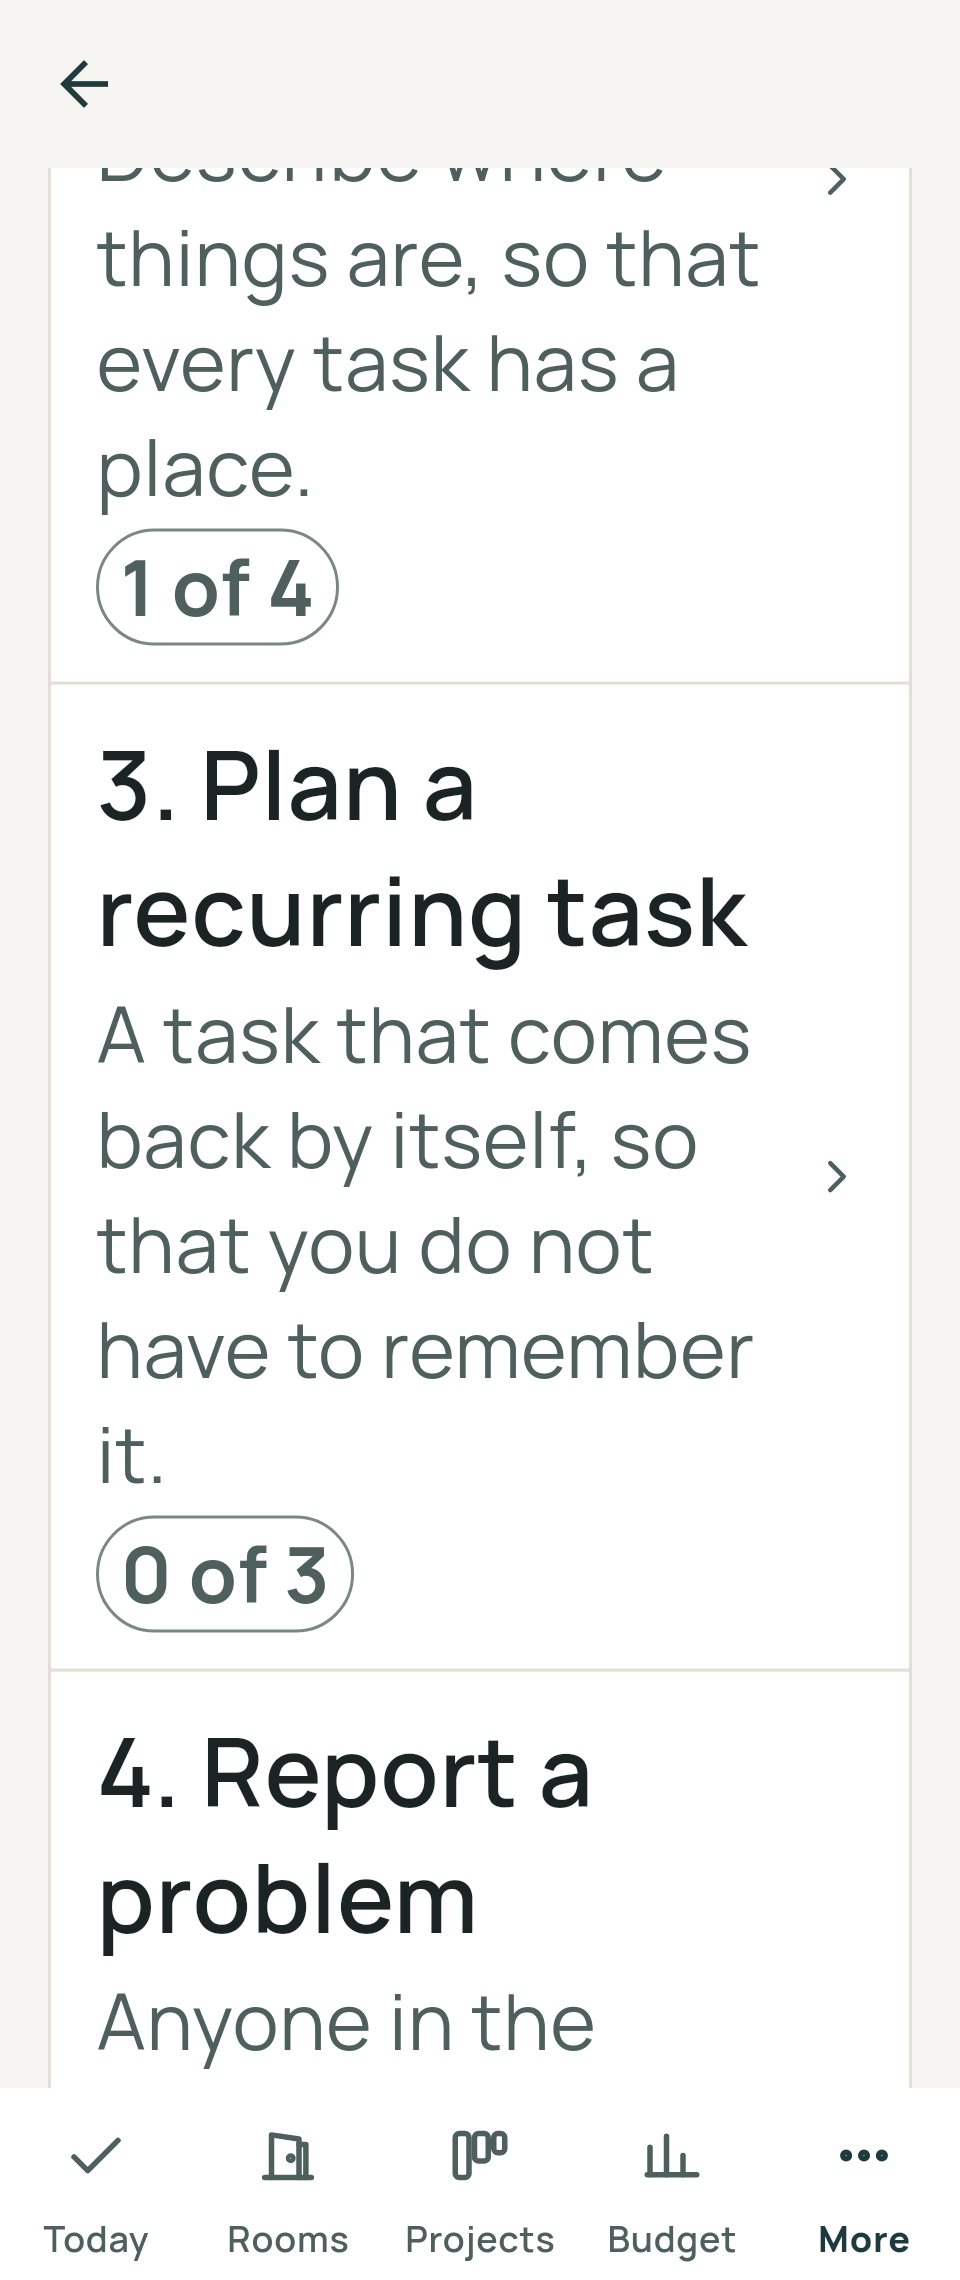 Describe where
things are, so that
every task has a
place.
1 of 4
3. Plan a
recurring task
A task that comes
back by itself, so
that you do not
have to remember
it.
0 of 3
4. Report a
problem
Anyone in the
Today
Rooms
Projects
Budget
More